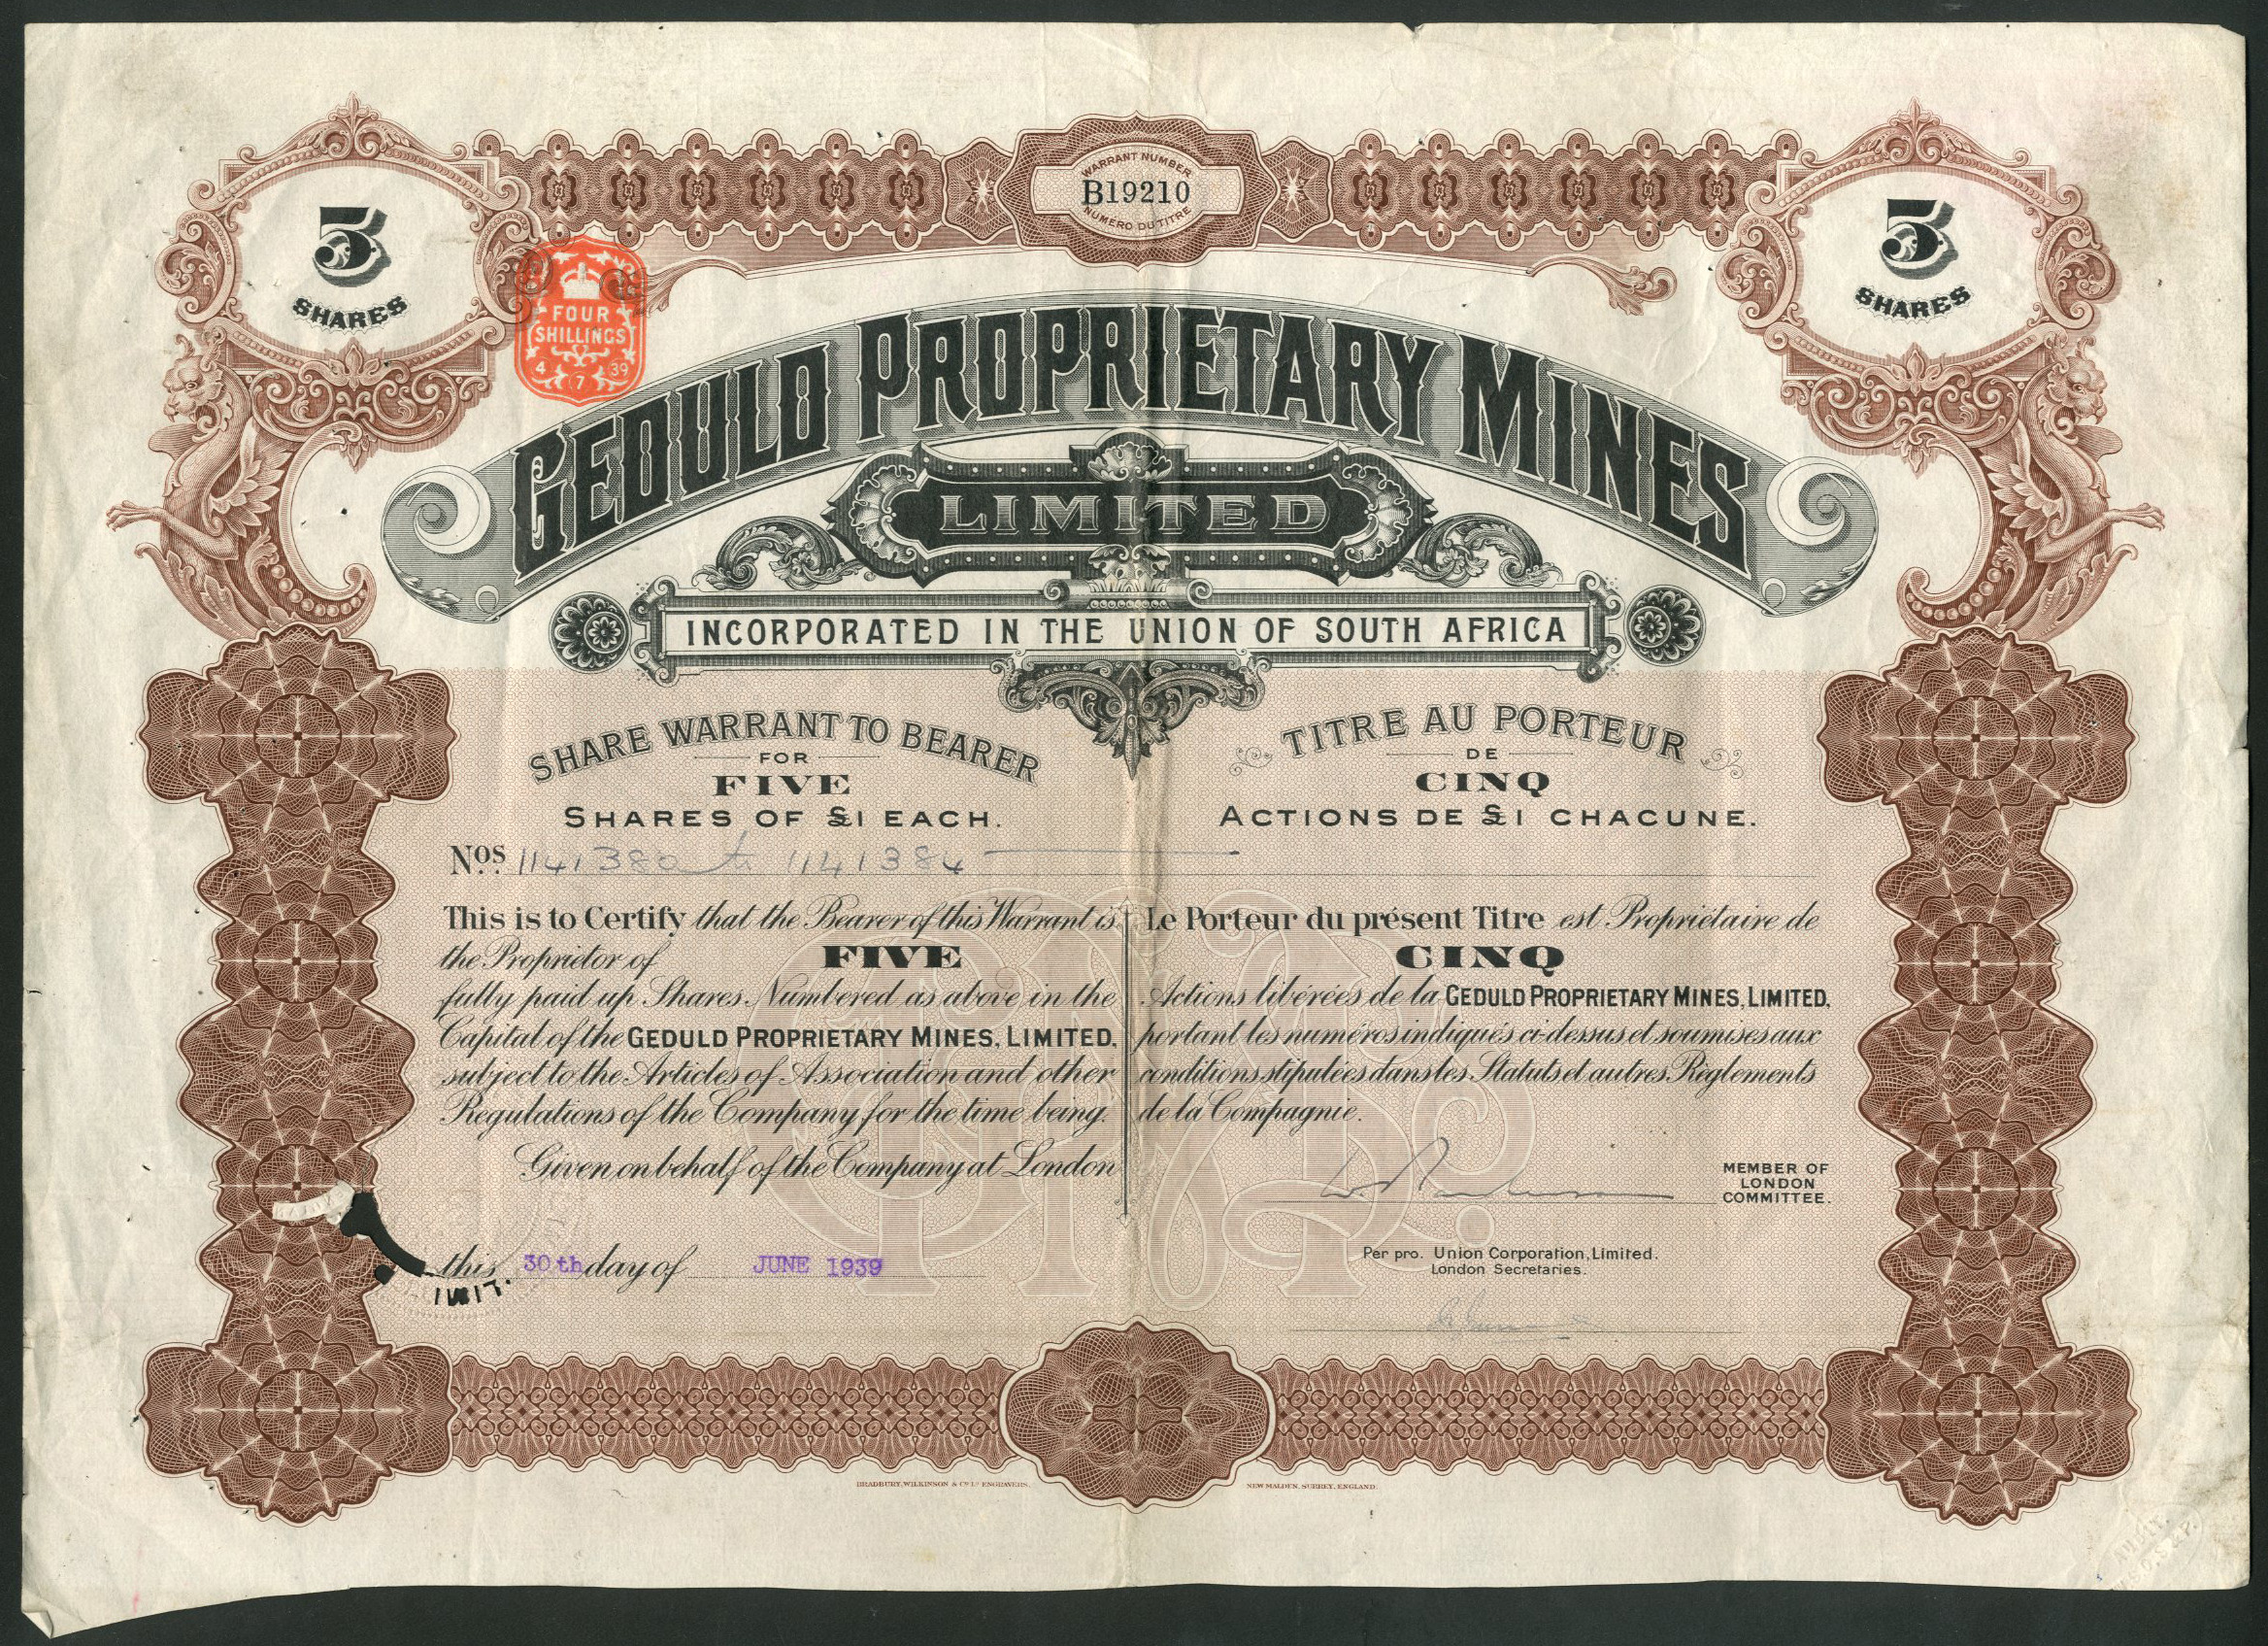 WARRANT NUMBER
B19210
NUMERO DU TITRE
5
SHARES
5
SHARES
FOUR
SHILLINGS
4 7 39
GEDULD PROPRIETARY MINES
LIMITED
INCORPORATED IN THE UNION OF SOUTH AFRICA
SHARE WARRANT TO BEARER
FOR
FIVE
SHARES OF £1 EACH.
TITRE AU PORTEUR
DE
CINQ
ACTIONS DE £1 CHACUNE.
Nos. 1141380 to 1141384
This is to Certify that the Bearer of this Warrant is
the Proprietor of FIVE
fully paid up Shares Numbered as above in the
Capital of the GEDULD PROPRIETARY MINES, LIMITED,
subject to the Articles of Association and other
Regulations of the Company for the time being.
Given on behalf of the Company at London
this 30th day of JUNE 1939
Le Porteur du présent Titre est Propriétaire de
CINQ
Actions libérées de la GEDULD PROPRIETARY MINES, LIMITED,
portant les numéros indiqués ci-dessus et soumises aux
conditions stipulées dans les Statuts et autres Règlements
de la Compagnie.
MEMBER OF
LONDON
COMMITTEE.
Per pro. Union Corporation, Limited.
London Secretaries.
BRADBURY, WILKINSON & Co. Ld. ENGRAVERS,
NEW MALDEN, SURREY, ENGLAND.